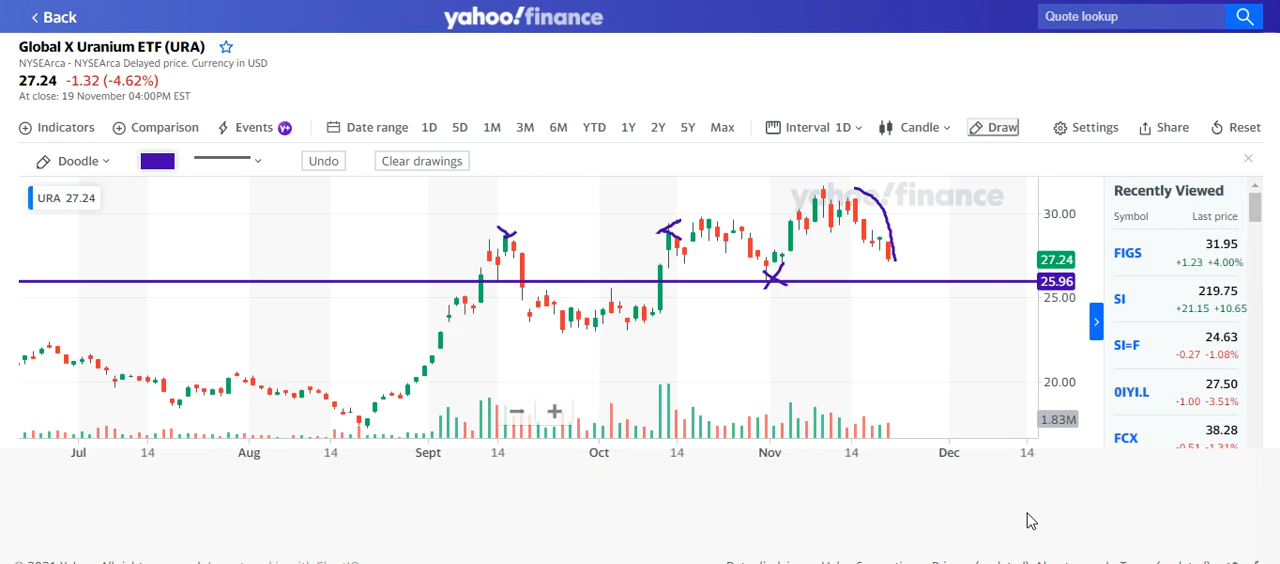 Back
yahoo!finance
Quote lookup
Global X Uranium ETF (URA)
NYSEArca - NYSEArca Delayed price. Currency in USD
27.24 -1.32 (-4.62%)
At close: 19 November 04:00PM EST
Indicators Comparison Events Y+ Date range 1D 5D 1M 3M 6M YTD 1Y 2Y 5Y Max Interval 1D Candle Draw Settings Share Reset
Doodle Undo Clear drawings
URA 27.24
yahoo!finance
30.00
27.24
25.96
25.00
20.00
1.83M
Jul 14 Aug 14 Sept 14 Oct 14 Nov 14 Dec 14
Recently Viewed
Symbol Last price
FIGS 31.95
+1.23 +4.00%
SI 219.75
+21.15 +10.65
SI=F 24.63
-0.27 -1.08%
0IYI.L 27.50
-1.00 -3.51%
FCX 38.28
-0.51 -1.31%